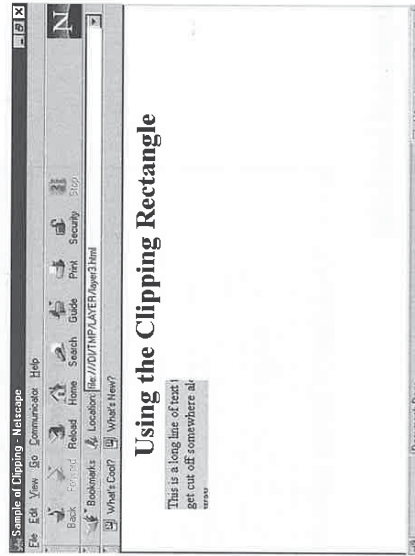 Sample of Clipping - Netscape
File Edit View Go Communicator Help
Back Forward Reload Home Search Guide Print Security Stop
N
Bookmarks Location: file:///D|/TMP/LAYER/layer3.html
What's Cool? What's New?
Using the Clipping Rectangle
This is a long line of text
get cut off somewhere al